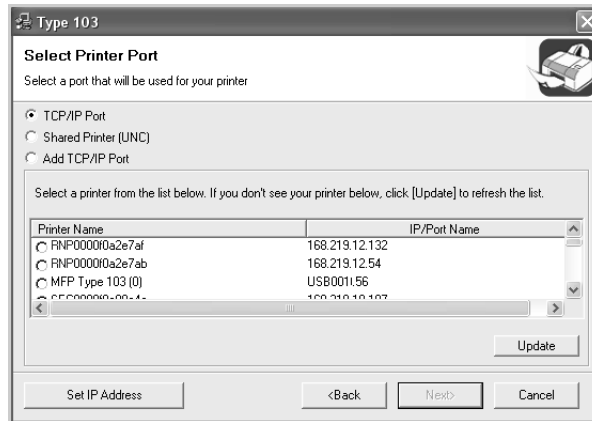 Type 103
Select Printer Port
Select a port that will be used for your printer
TCP/IP Port
Shared Printer (UNC)
Add TCP/IP Port
Select a printer from the list below. If you don't see your printer below, click [Update] to refresh the list.
Printer Name IP/Port Name
RNP0000f0a2e7af 168.219.12.132
RNP0000f0a2e7ab 168.219.12.54
MFP Type 103 (0)
Update
Set IP Address <Back Next> Cancel